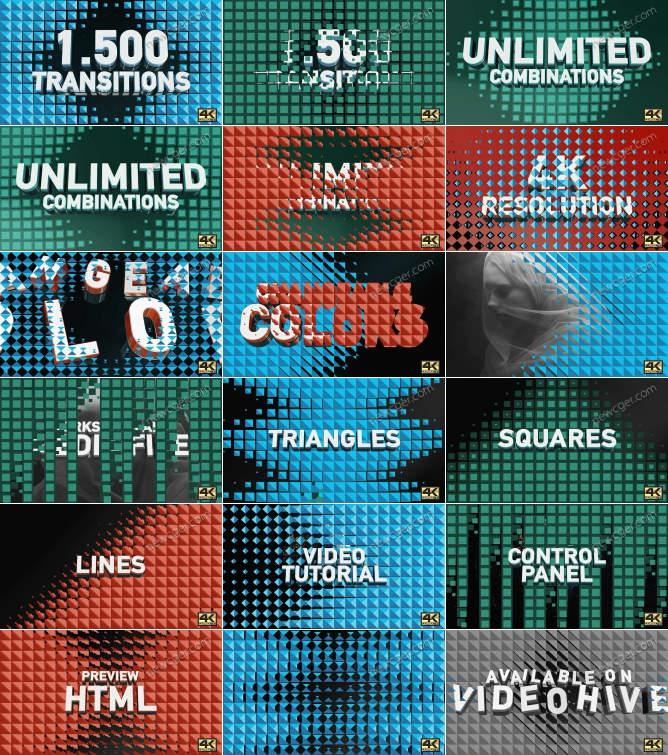 1.500
TRANSITIONS
4K
4K
UNLIMITED
COMBINATIONS
4K
UNLIMITED
COMBINATIONS
4K
4K
4K
RESOLUTION
4K
4K
COLORS
4K
4K
4K
TRIANGLES
4K
SQUARES
4K
LINES
4K
VIDEO
TUTORIAL
4K
CONTROL
PANEL
4K
PREVIEW
HTML
4K
4K
AVAILABLE ON
VIDEOHIVE
4K